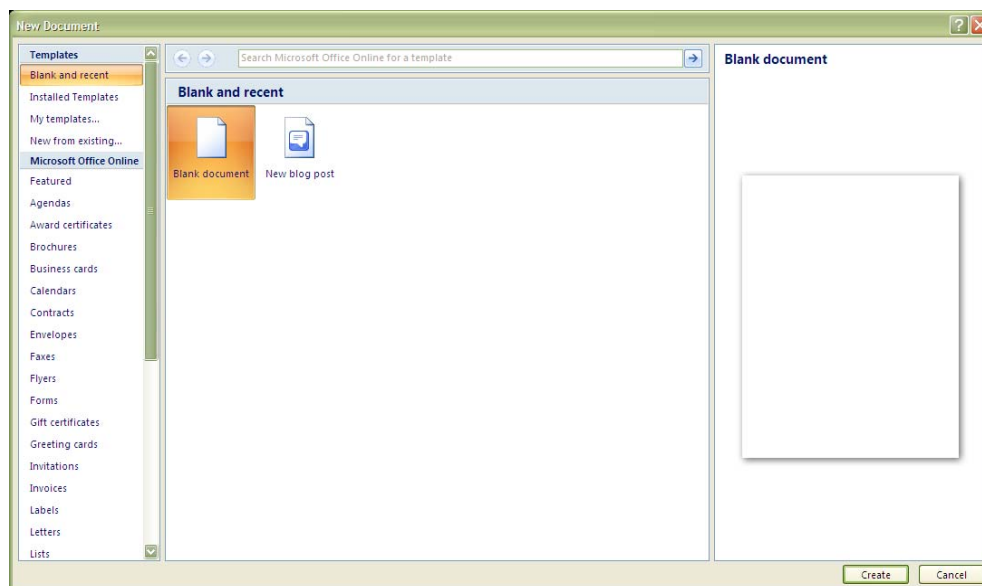 New Document
Templates
Blank and recent
Installed Templates
My templates...
New from existing...
Microsoft Office Online
Featured
Agendas
Award certificates
Brochures
Business cards
Calendars
Contracts
Envelopes
Faxes
Flyers
Forms
Gift certificates
Greeting cards
Invitations
Invoices
Labels
Letters
Lists
Search Microsoft Office Online for a template
Blank and recent
Blank document
New blog post
Blank document
Create
Cancel